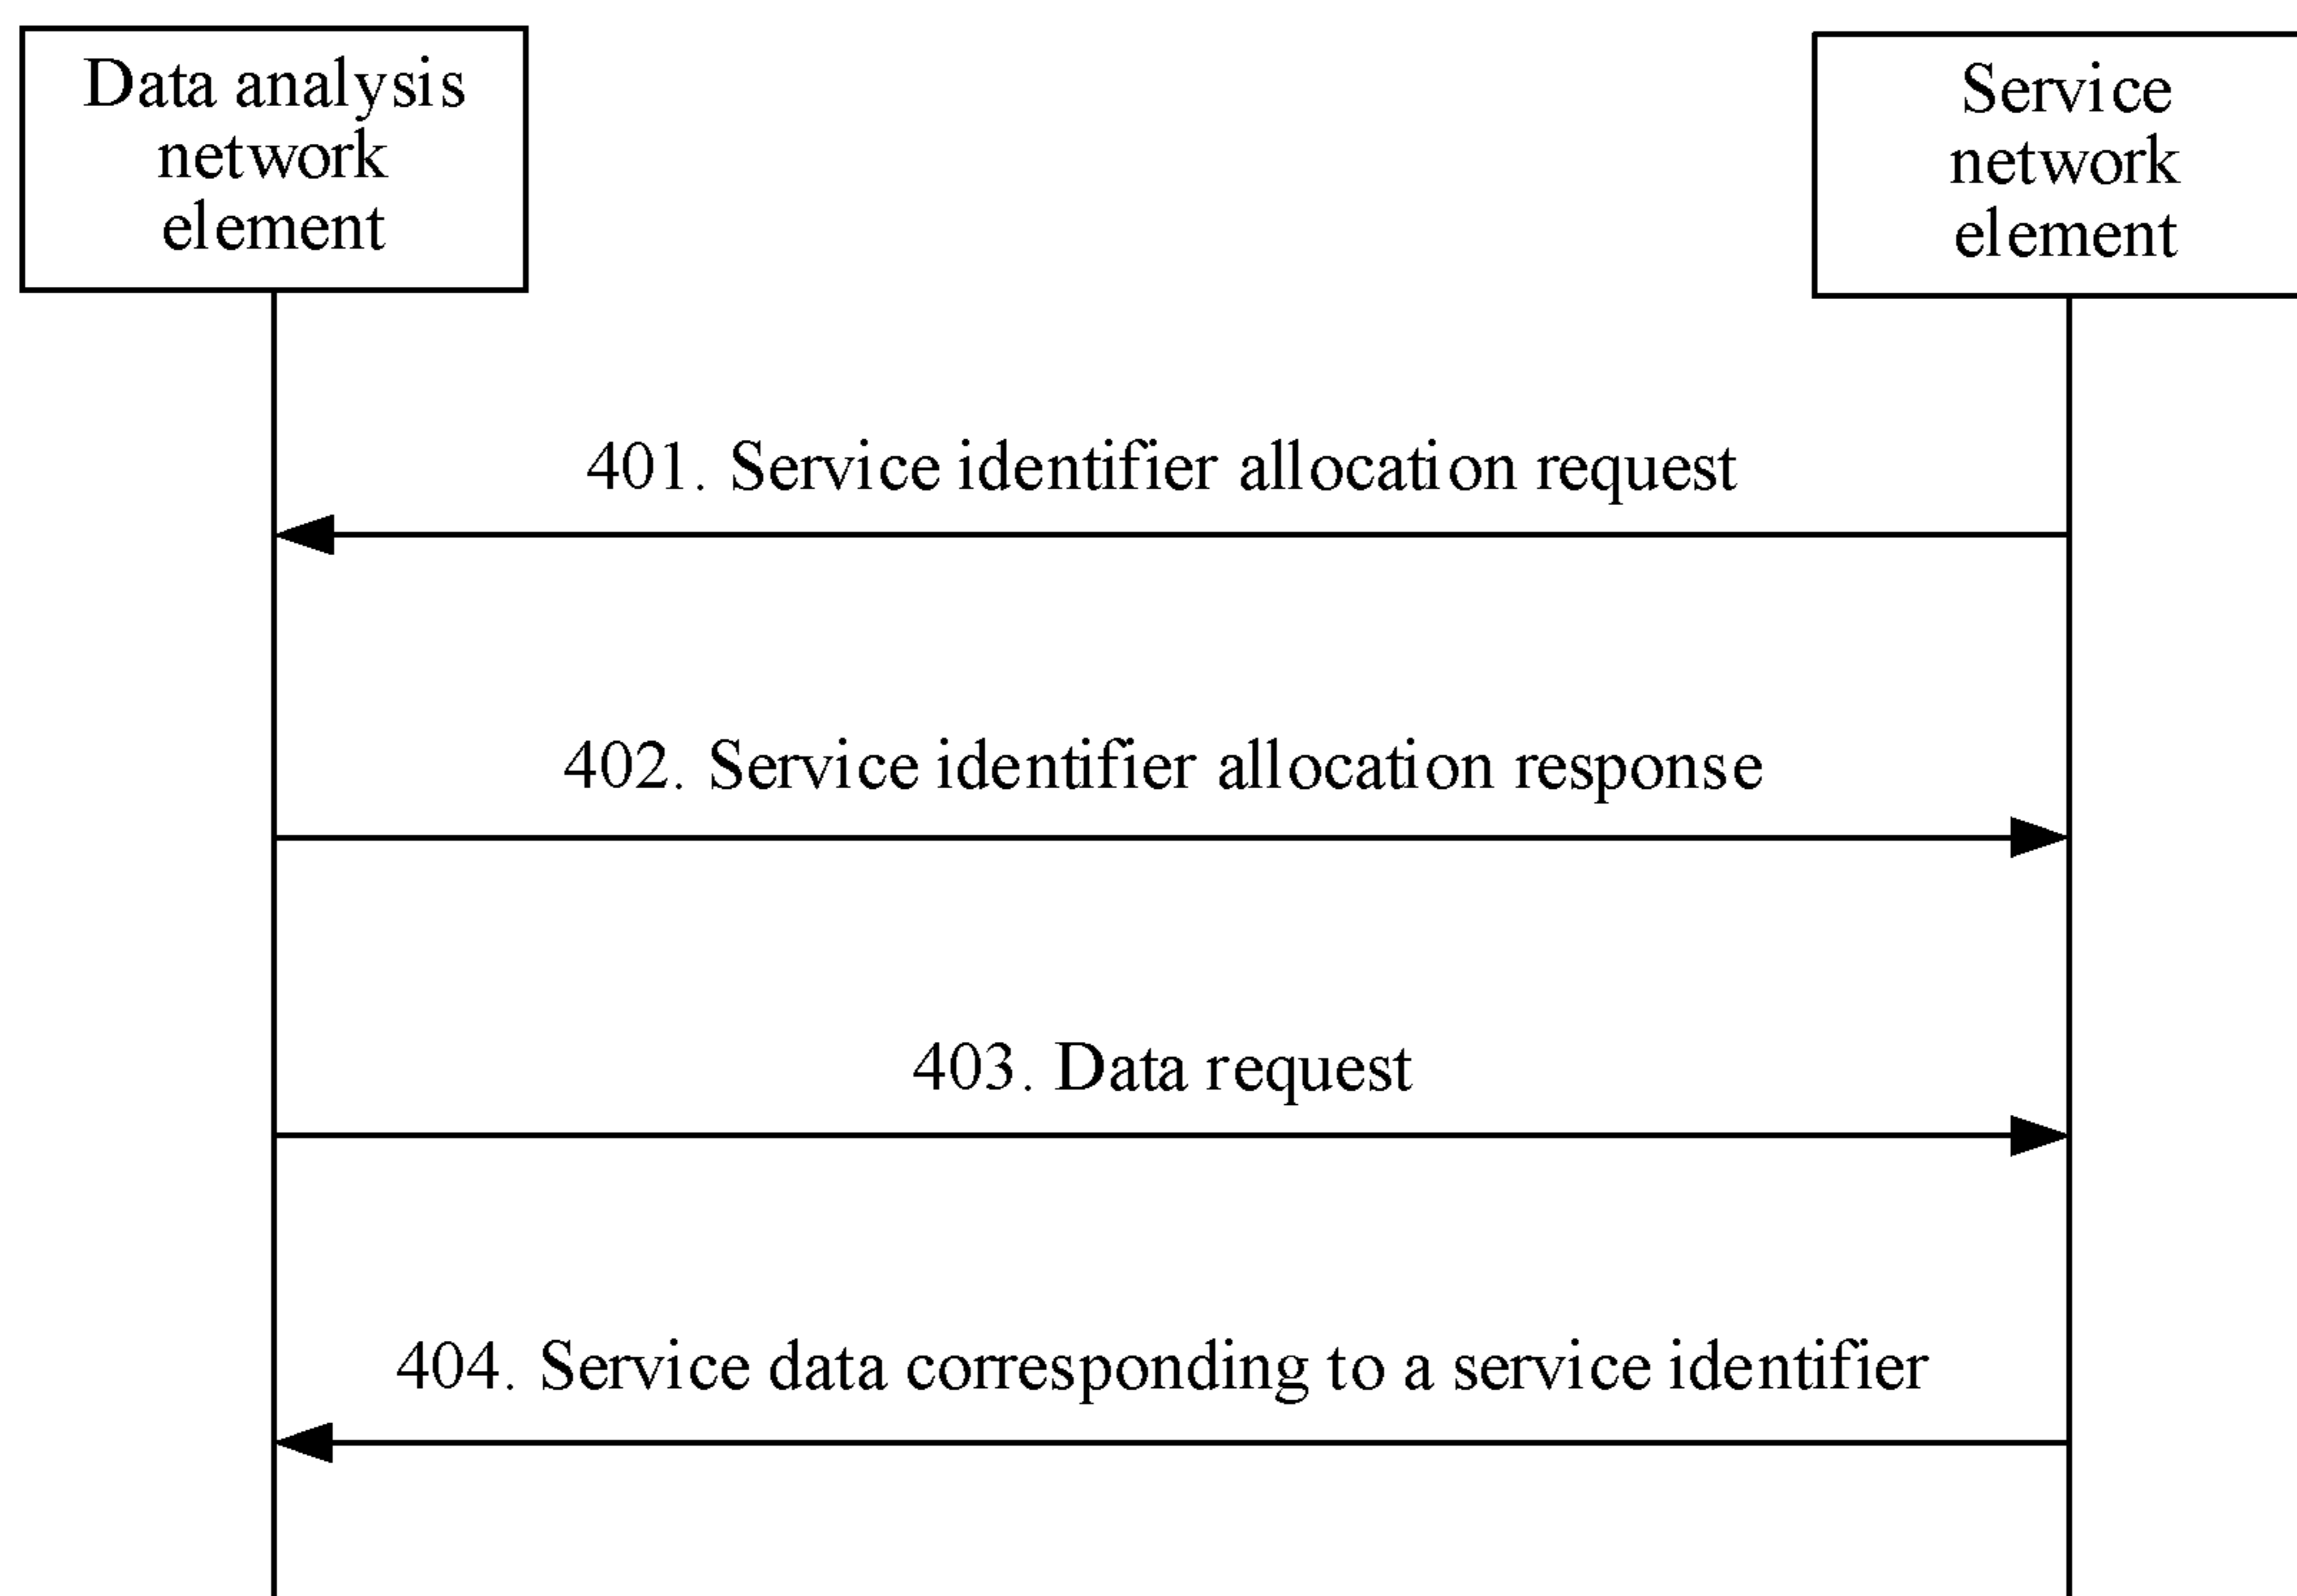 Data analysis
network
element
Service
network
element
401. Service identifier allocation request
402. Service identifier allocation response
403. Data request
404. Service data corresponding to a service identifier